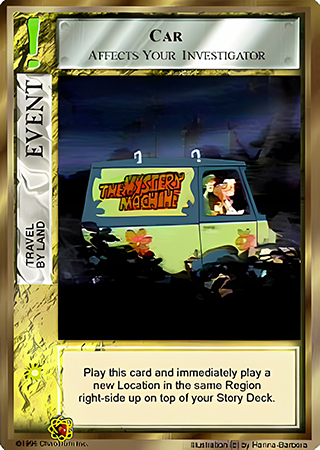 CAR
AFFECTS YOUR INVESTIGATOR
!
EVENT
TRAVEL
BY LAND
THE MYSTERY
MACHINE
Play this card and immediately play a
new Location in the same Region
right-side up on top of your Story Deck.
©1995 Chaosium Inc.
Illustration (c) by Hanna-Barbera